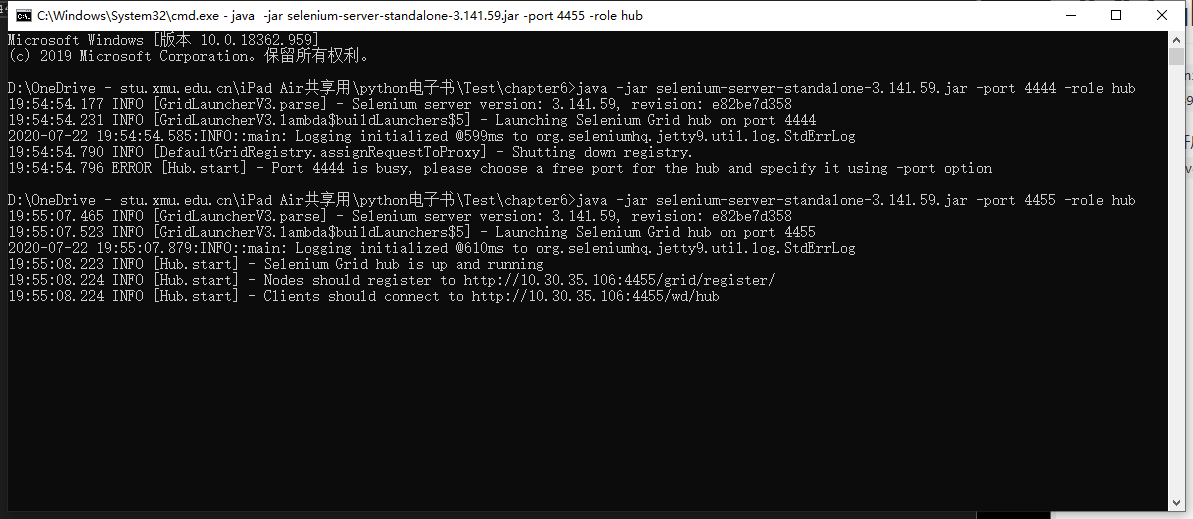 C:\Windows\System32\cmd.exe - java  -jar selenium-server-standalone-3.141.59.jar -port 4455 -role hub
Microsoft Windows [版本 10.0.18362.959]
(c) 2019 Microsoft Corporation。保留所有权利。
D:\OneDrive - stu.xmu.edu.cn\iPad Air共享用\python电子书\Test\chapter6>java -jar selenium-server-standalone-3.141.59.jar -port 4444 -role hub
19:54:54.177 INFO [GridLauncherV3.parse] - Selenium server version: 3.141.59, revision: e82be7d358
19:54:54.231 INFO [GridLauncherV3.lambda$buildLaunchers$5] - Launching Selenium Grid hub on port 4444
2020-07-22 19:54:54.585:INFO::main: Logging initialized @599ms to org.seleniumhq.jetty9.util.log.StdErrLog
19:54:54.790 INFO [DefaultGridRegistry.assignRequestToProxy] - Shutting down registry.
19:54:54.796 ERROR [Hub.start] - Port 4444 is busy, please choose a free port for the hub and specify it using -port option
D:\OneDrive - stu.xmu.edu.cn\iPad Air共享用\python电子书\Test\chapter6>java -jar selenium-server-standalone-3.141.59.jar -port 4455 -role hub
19:55:07.465 INFO [GridLauncherV3.parse] - Selenium server version: 3.141.59, revision: e82be7d358
19:55:07.523 INFO [GridLauncherV3.lambda$buildLaunchers$5] - Launching Selenium Grid hub on port 4455
2020-07-22 19:55:07.879:INFO::main: Logging initialized @610ms to org.seleniumhq.jetty9.util.log.StdErrLog
19:55:08.223 INFO [Hub.start] - Selenium Grid hub is up and running
19:55:08.224 INFO [Hub.start] - Nodes should register to http://10.30.35.106:4455/grid/register/
19:55:08.224 INFO [Hub.start] - Clients should connect to http://10.30.35.106:4455/wd/hub